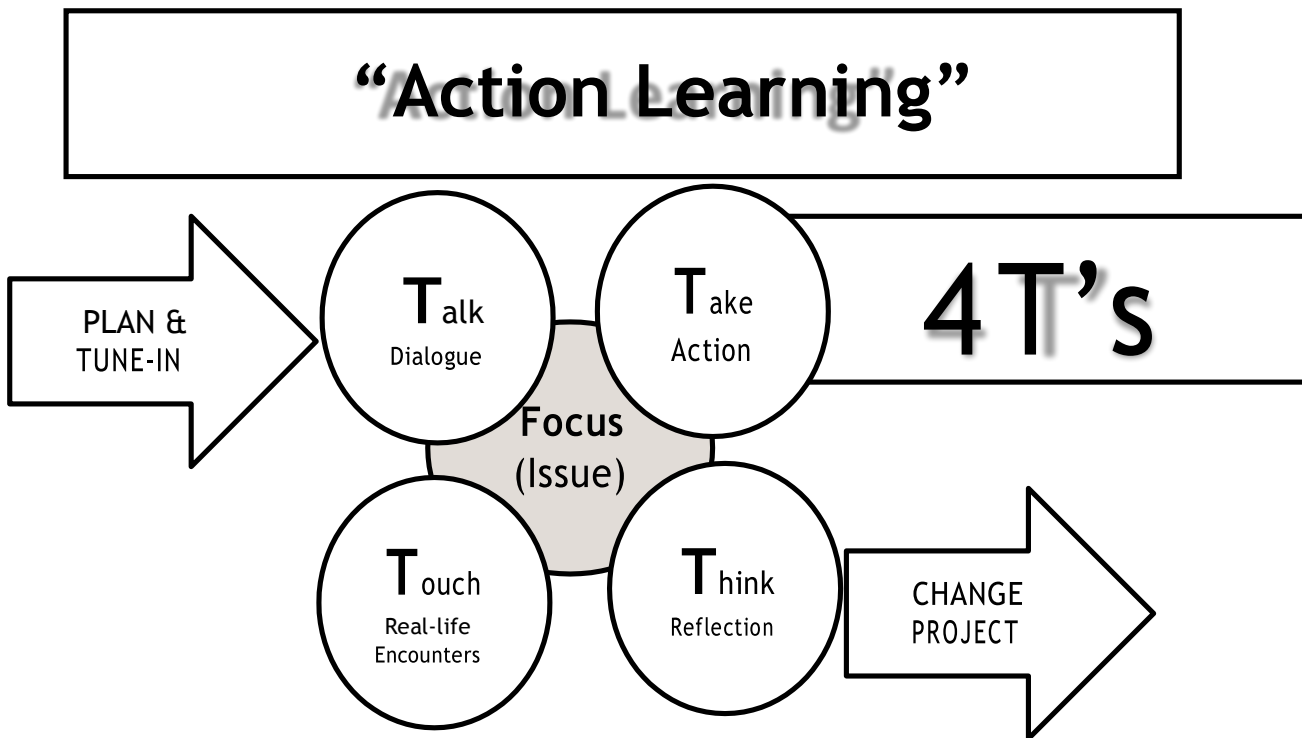 “Action Learning”
4T’s
PLAN &
TUNE-IN
Talk
Dialogue
Take
Action
Focus
(Issue)
Touch
Real-life
Encounters
Think
Reflection
CHANGE
PROJECT